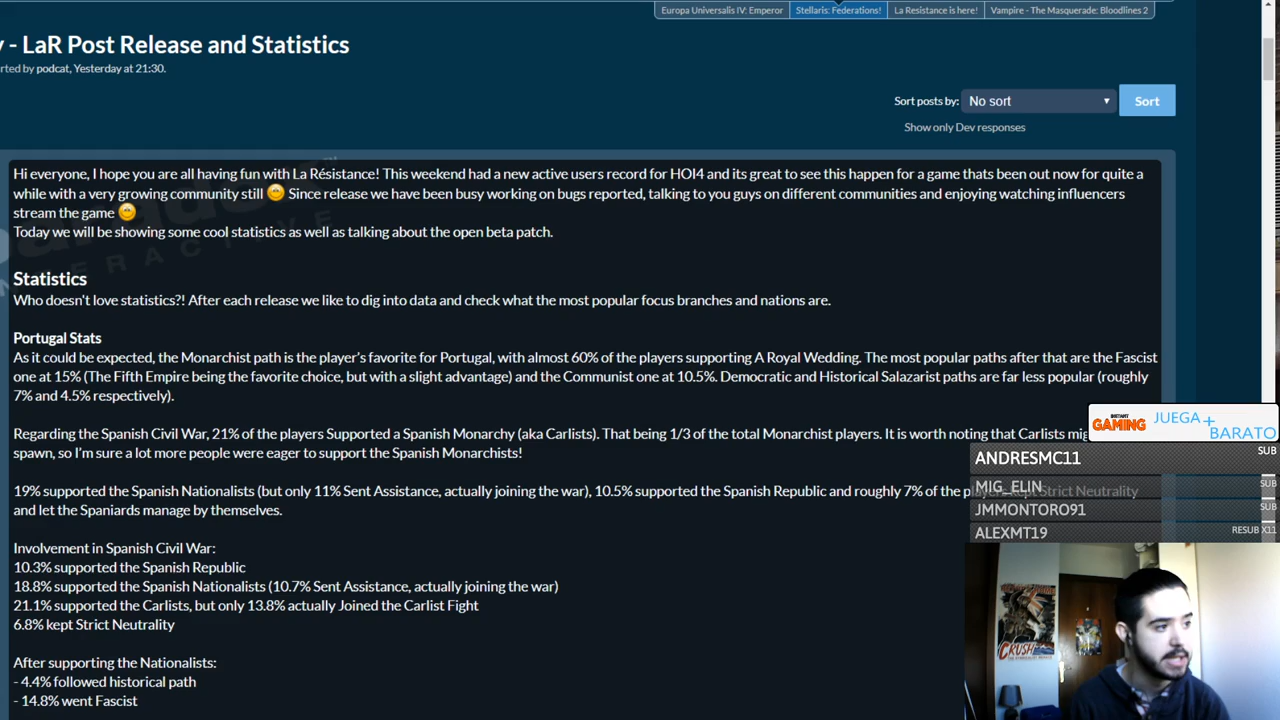 Europa Universalis IV: Emperor
Stellaris: Federations!
La Resistance is here!
Vampire - The Masquerade: Bloodlines 2
- LaR Post Release and Statistics
rted by podcat, Yesterday at 21:30.
Sort posts by:
No sort
Sort
Show only Dev responses
Hi everyone, I hope you are all having fun with La Résistance! This weekend had a new active users record for HOI4 and its great to see this happen for a game thats been out now for quite a
while with a very growing community still 🙂 Since release we have been busy working on bugs reported, talking to you guys on different communities and enjoying watching influencers
stream the game 🙂
Today we will be showing some cool statistics as well as talking about the open beta patch.
INTERACTIVE
Statistics
Who doesn't love statistics?! After each release we like to dig into data and check what the most popular focus branches and nations are.
Portugal Stats
As it could be expected, the Monarchist path is the player's favorite for Portugal, with almost 60% of the players supporting A Royal Wedding. The most popular paths after that are the Fascist
one at 15% (The Fifth Empire being the favorite choice, but with a slight advantage) and the Communist one at 10.5%. Democratic and Historical Salazarist paths are far less popular (roughly
7% and 4.5% respectively).
Regarding the Spanish Civil War, 21% of the players Supported a Spanish Monarchy (aka Carlists). That being 1/3 of the total Monarchist players. It is worth noting that Carlists mig
spawn, so I'm sure a lot more people were eager to support the Spanish Monarchists!
19% supported the Spanish Nationalists (but only 11% Sent Assistance, actually joining the war), 10.5% supported the Spanish Republic and roughly 7% of the players kept Strict Neutrality
and let the Spaniards manage by themselves.
Involvement in Spanish Civil War:
10.3% supported the Spanish Republic
18.8% supported the Spanish Nationalists (10.7% Sent Assistance, actually joining the war)
21.1% supported the Carlists, but only 13.8% actually Joined the Carlist Fight
6.8% kept Strict Neutrality
After supporting the Nationalists:
- 4.4% followed historical path
- 14.8% went Fascist
INSTANT GAMING
JUEGA+
BARATO
ANDRESMC11 SUB
MIG_ELIN SUB
JMMONTORO91 SUB
ALEXMT19 RESUB X11
CRUSH